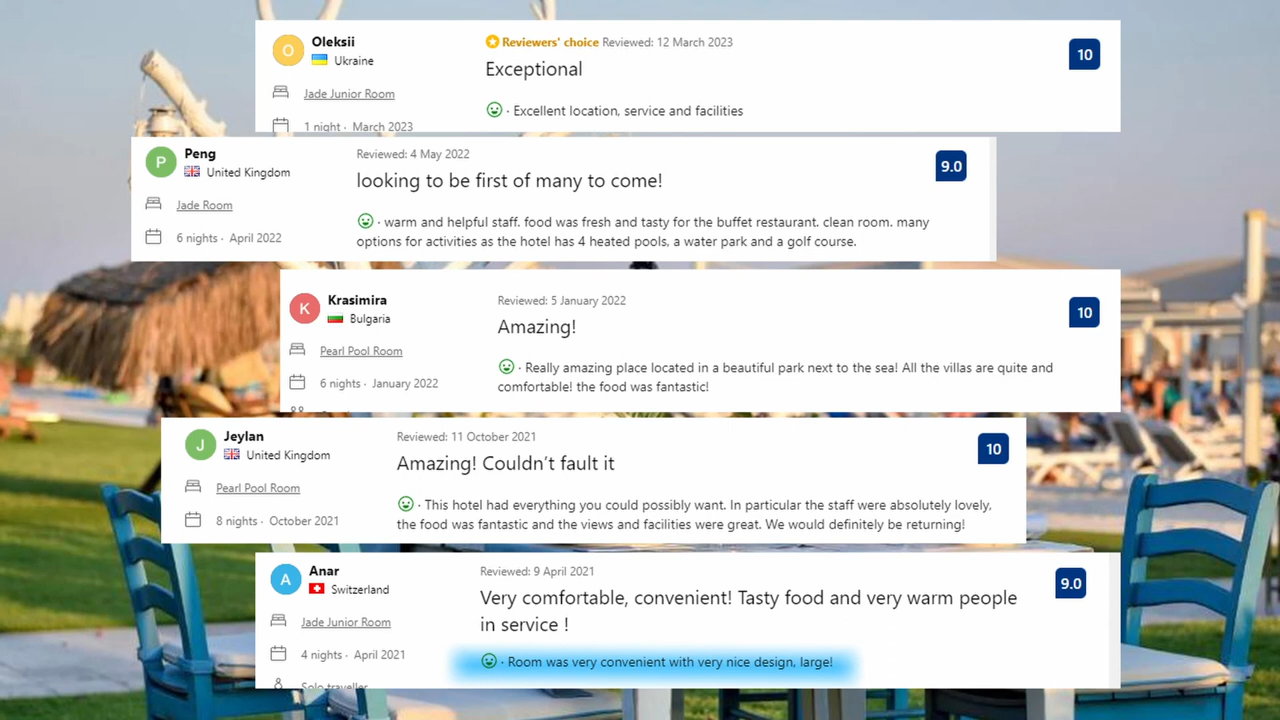 O
Oleksii
Ukraine
Jade Junior Room
1 night · March 2023
Reviewers' choice Reviewed: 12 March 2023
Exceptional
· Excellent location, service and facilities
10
P
Peng
United Kingdom
Jade Room
6 nights · April 2022
Reviewed: 4 May 2022
looking to be first of many to come!
· warm and helpful staff. food was fresh and tasty for the buffet restaurant. clean room. many
options for activities as the hotel has 4 heated pools, a water park and a golf course.
9.0
K
Krasimira
Bulgaria
Pearl Pool Room
6 nights · January 2022
Reviewed: 5 January 2022
Amazing!
· Really amazing place located in a beautiful park next to the sea! All the villas are quite and
comfortable! the food was fantastic!
10
J
Jeylan
United Kingdom
Pearl Pool Room
8 nights · October 2021
Reviewed: 11 October 2021
Amazing! Couldn't fault it
· This hotel had everything you could possibly want. In particular the staff were absolutely lovely,
the food was fantastic and the views and facilities were great. We would definitely be returning!
10
A
Anar
Switzerland
Jade Junior Room
4 nights · April 2021
Solo traveller
Reviewed: 9 April 2021
Very comfortable, convenient! Tasty food and very warm people
in service !
· Room was very convenient with very nice design, large!
9.0